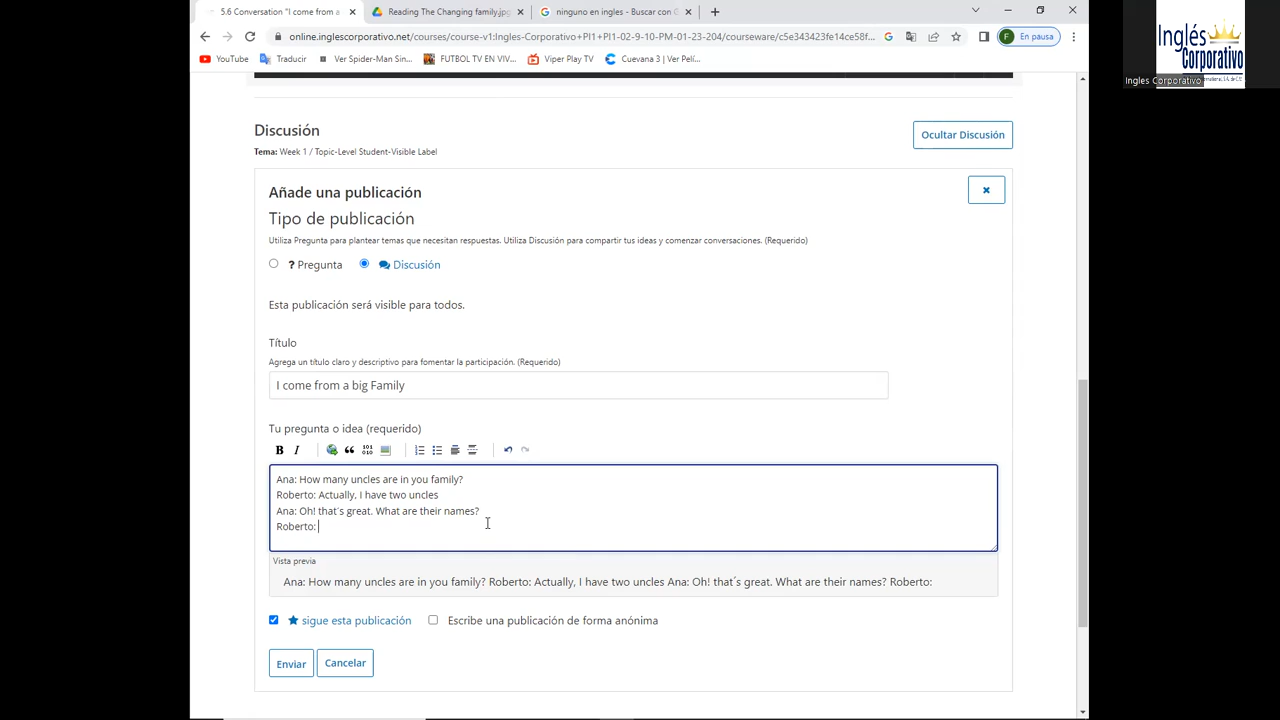 5.6 Conversation "I come from a
Reading The Changing family.jpg
ninguno en ingles - Buscar con G
online.inglescorporativo.net/courses/course-v1:Ingles-Corporativo+PI1+PI1-02-9-10-PM-01-23-204/courseware/c5e343423fe14ce58f...
F En pausa
YouTube
Traducir
Ver Spider-Man Sin...
FUTBOL TV EN VIV...
Viper Play TV
Cuevana 3 | Ver Pelí...
Inglés
Corporativo
Ingles Corporativo
Discusión
Ocultar Discusión
Tema: Week 1 / Topic-Level Student-Visible Label
Añade una publicación
Tipo de publicación
Utiliza Pregunta para plantear temas que necesitan respuestas. Utiliza Discusión para compartir tus ideas y comenzar conversaciones. (Requerido)
? Pregunta
Discusión
Esta publicación será visible para todos.
Título
Agrega un título claro y descriptivo para fomentar la participación. (Requerido)
I come from a big Family
Tu pregunta o idea (requerido)
B I
Ana: How many uncles are in you family?
Roberto: Actually, I have two uncles
Ana: Oh! that´s great. What are their names?
Roberto:
Vista previa
Ana: How many uncles are in you family? Roberto: Actually, I have two uncles Ana: Oh! that´s great. What are their names? Roberto:
sigue esta publicación
Escribe una publicación de forma anónima
Enviar
Cancelar